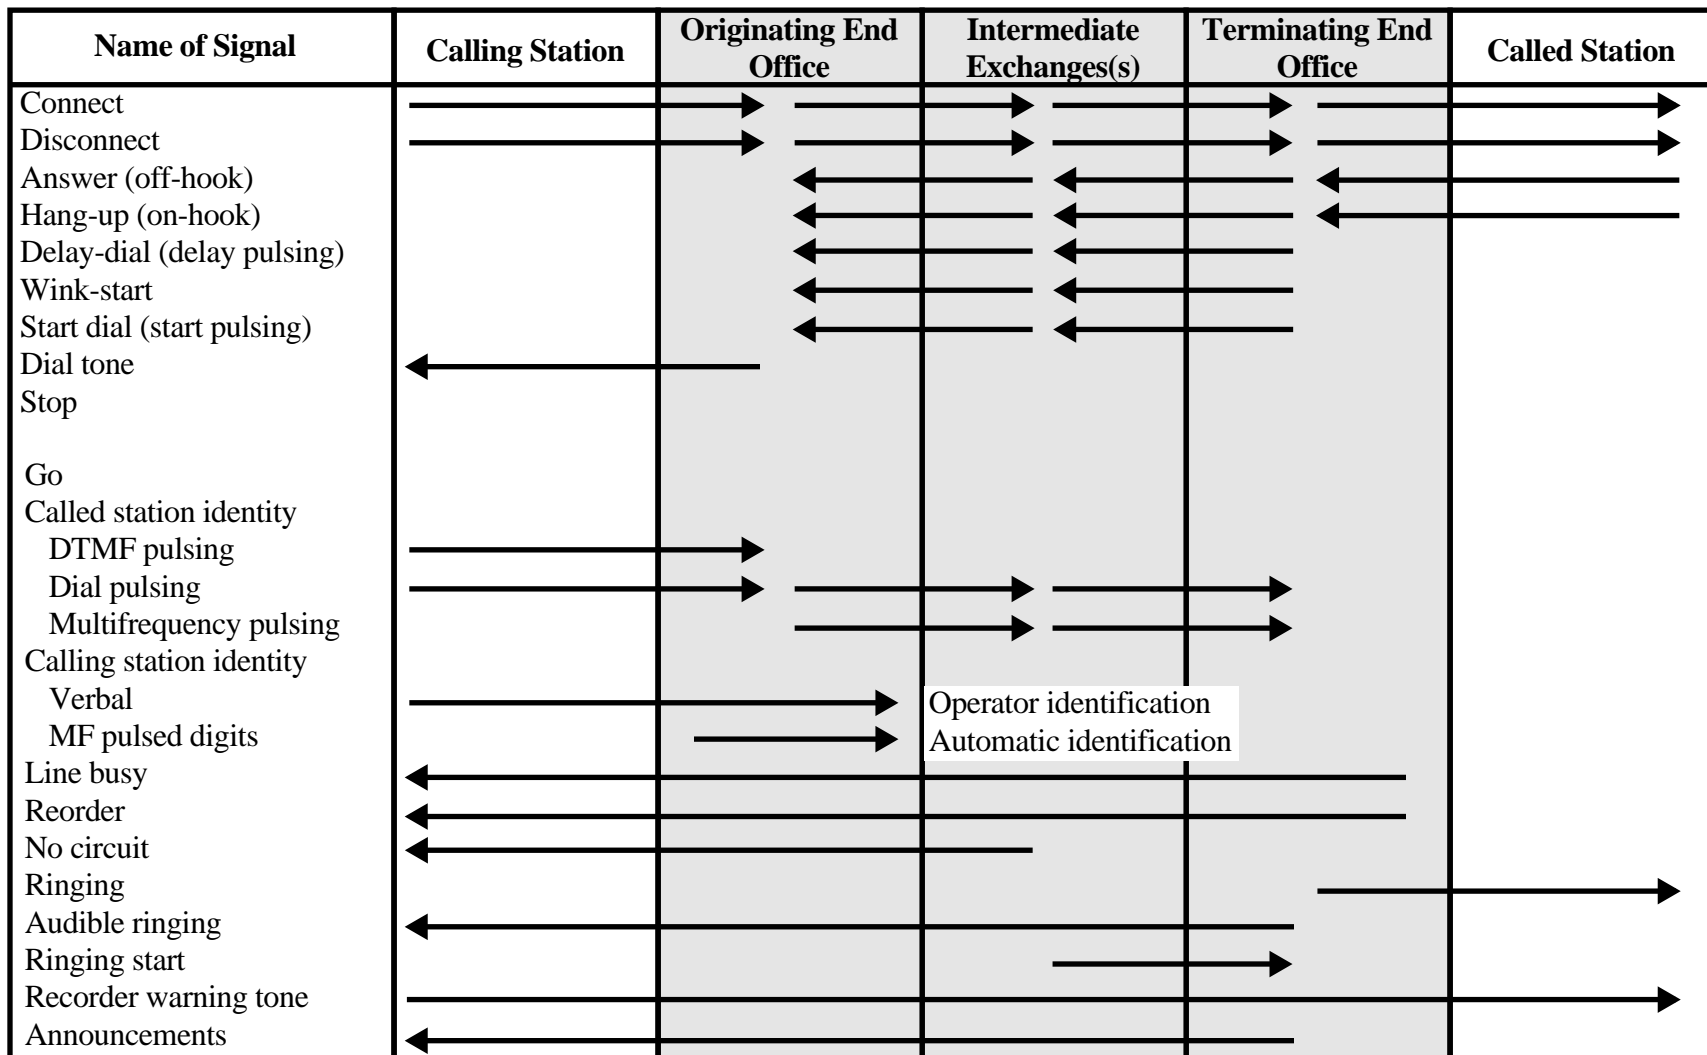 Name of Signal
Calling Station
Originating End
Office
Intermediate
Exchanges(s)
Terminating End
Office
Called Station
Connect
Disconnect
Answer (off-hook)
Hang-up (on-hook)
Delay-dial (delay pulsing)
Wink-start
Start dial (start pulsing)
Dial tone
Stop
Go
Called station identity
DTMF pulsing
Dial pulsing
Multifrequency pulsing
Calling station identity
Verbal
Operator identification
MF pulsed digits
Automatic identification
Line busy
Reorder
No circuit
Ringing
Audible ringing
Ringing start
Recorder warning tone
Announcements